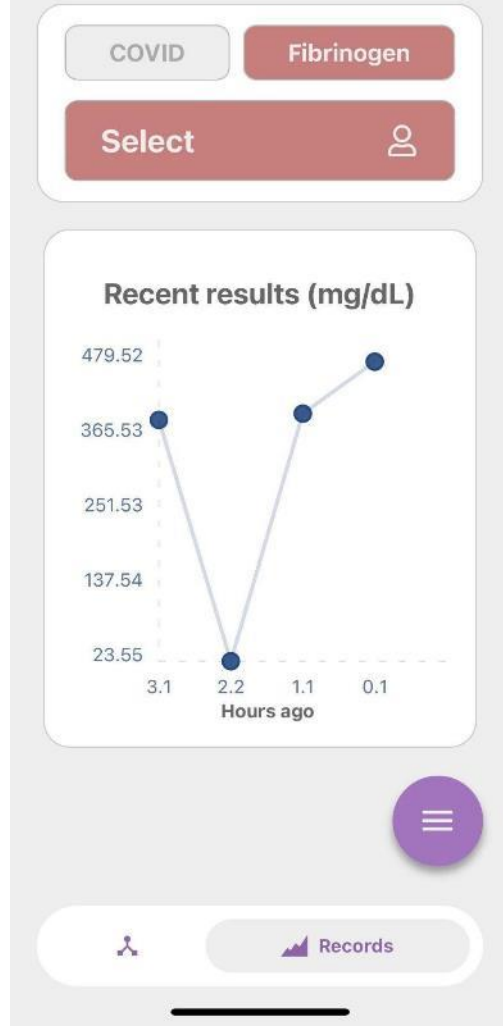 COVID Fibrinogen
Select
Recent results (mg/dL)
479.52
365.53
251.53
137.54
23.55
3.1 2.2 1.1 0.1
Hours ago
Records